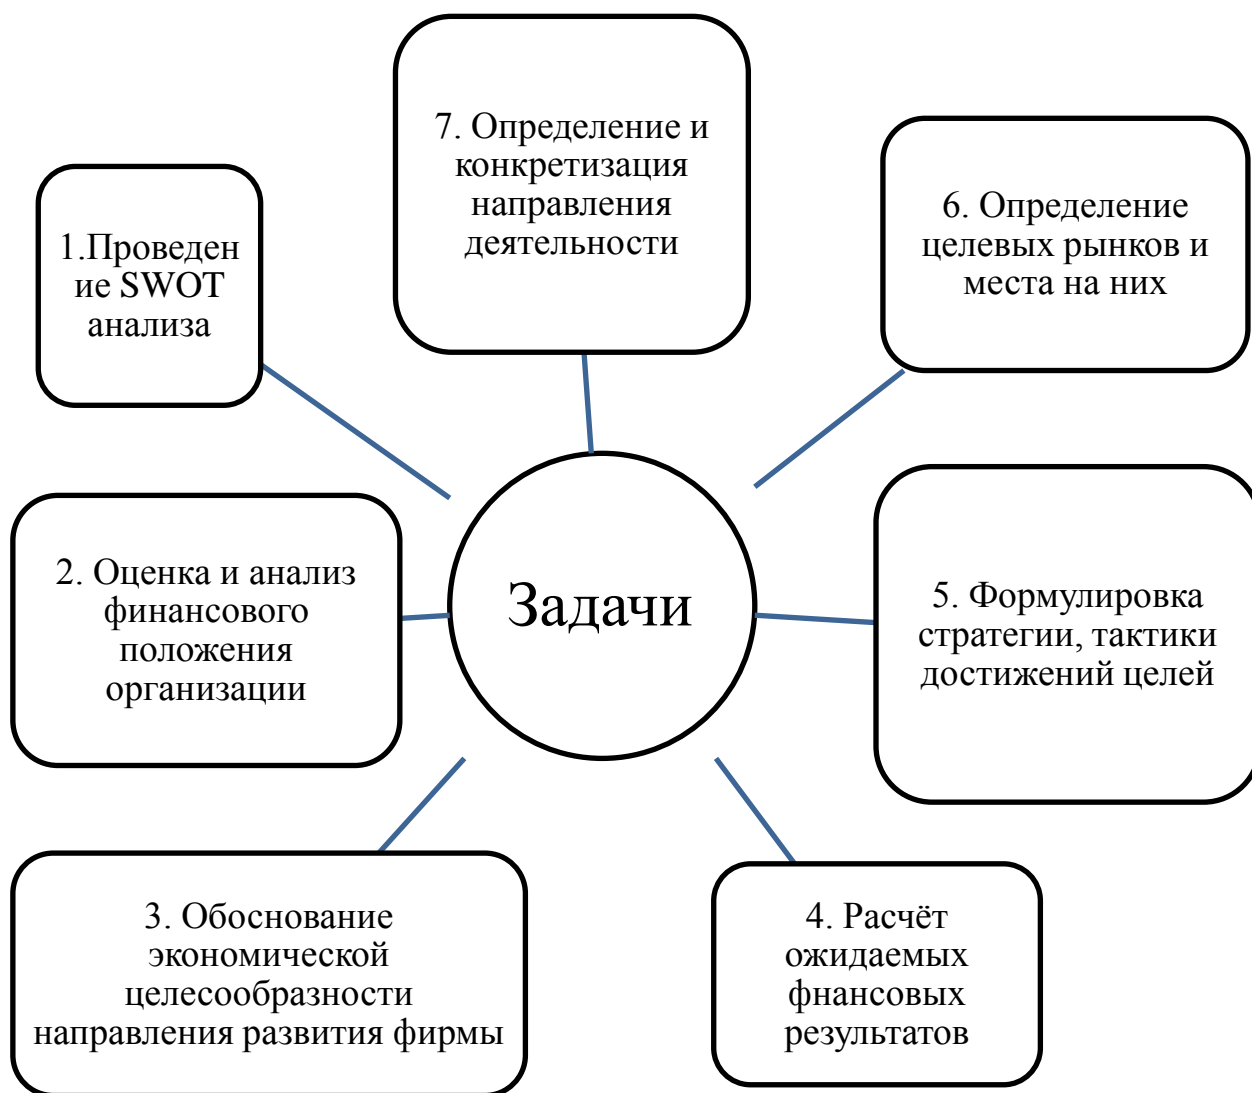 7. Определение и
конкретизация
направления
деятельности
6. Определение
целевых рынков и
места на них
1.Проведен
ие SWOT
анализа
Задачи
2. Оценка и анализ
финансового
положения
организации
5. Формулировка
стратегии, тактики
достижений целей
3. Обоснование
экономической
целесообразности
направления развития фирмы
4. Расчёт
ожидаемых
фнансовых
результатов